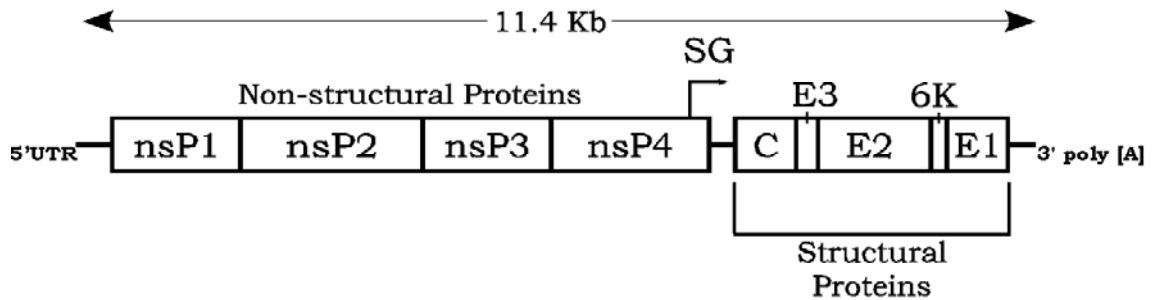 11.4 Kb
SG
Non-structural Proteins
E3
6K
5'UTR nsP1 nsP2 nsP3 nsP4 C E2 E1 3' poly [A]
Structural
Proteins